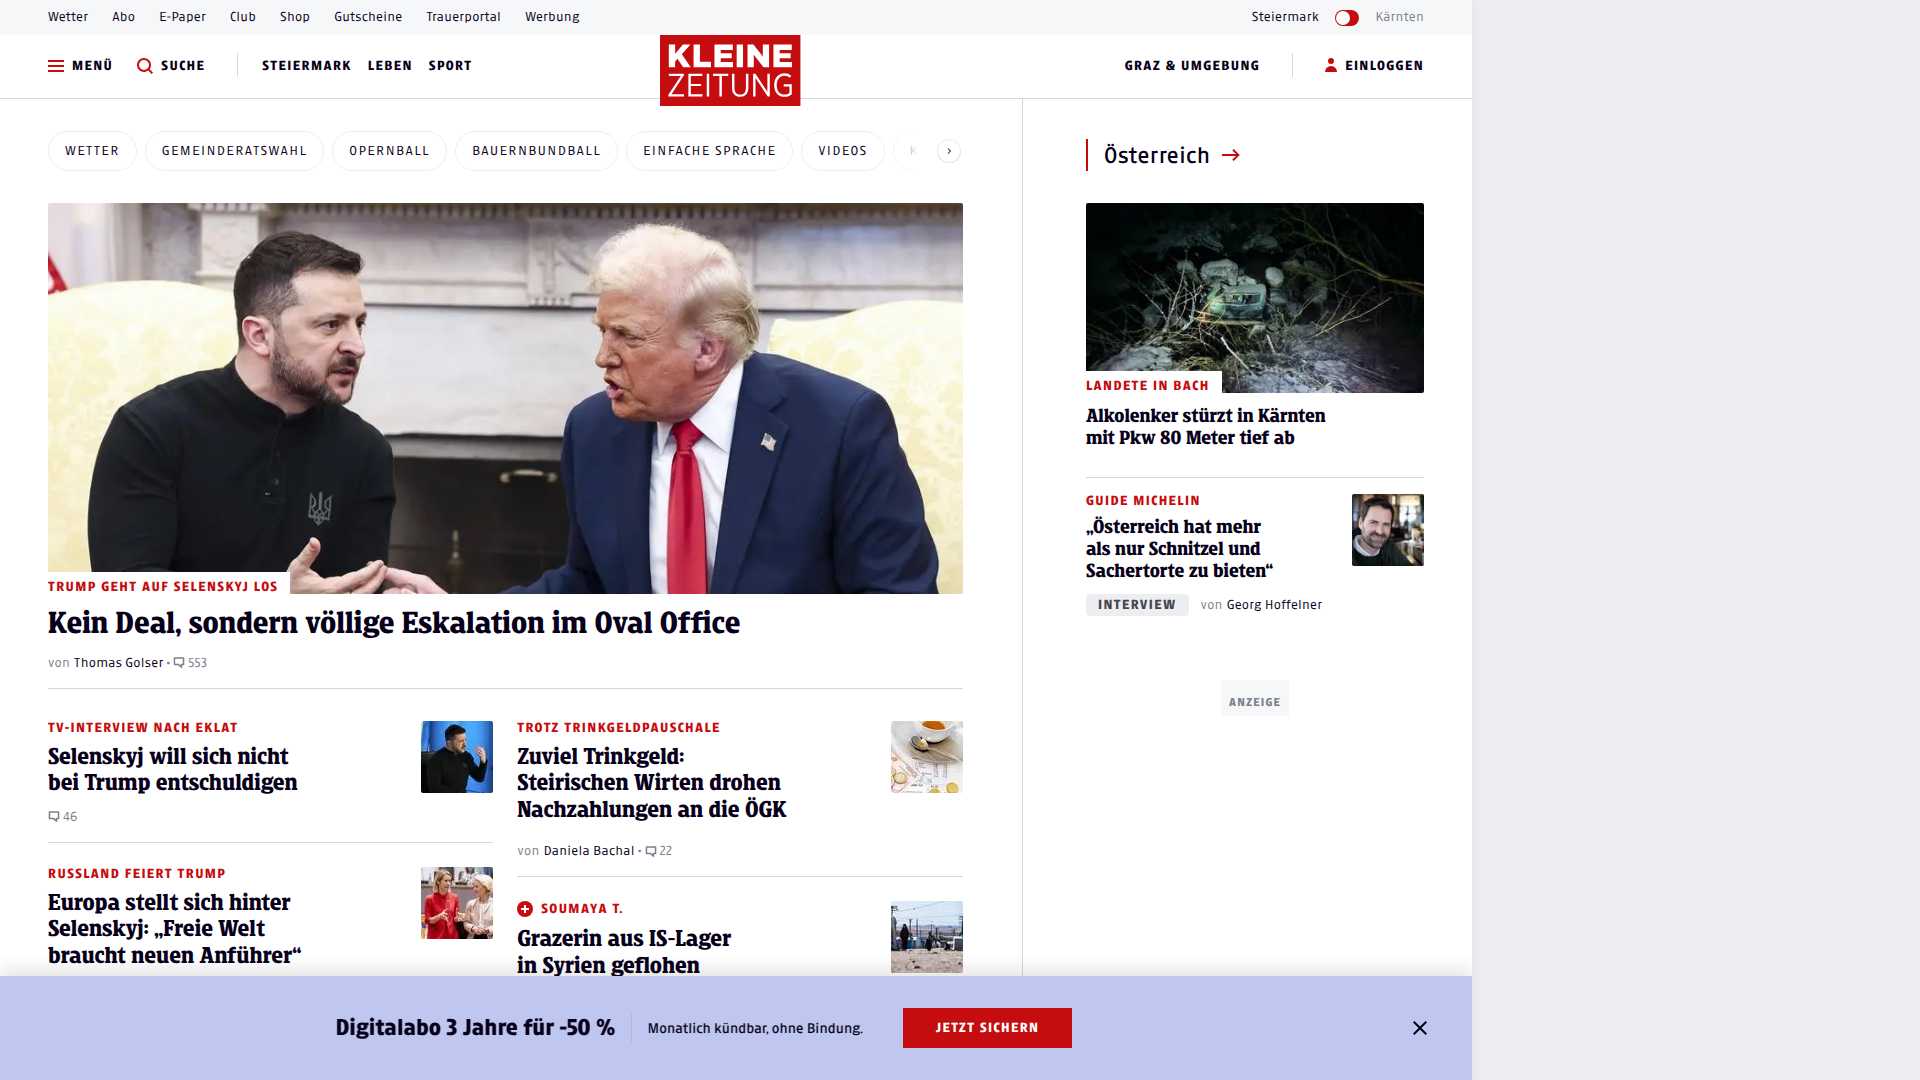 Wetter Abo E-Paper Club Shop Gutscheine Trauerportal Werbung Steiermark Kärnten
MENÜ SUCHE STEIERMARK LEBEN SPORT
KLEINE
ZEITUNG
GRAZ & UMGEBUNG EINLOGGEN
WETTER GEMEINDERATSWAHL OPERNBALL BAUERNBUNDBALL EINFACHE SPRACHE VIDEOS K
TRUMP GEHT AUF SELENSKYJ LOS
Kein Deal, sondern völlige Eskalation im Oval Office
von Thomas Golser • 553
TV-INTERVIEW NACH EKLAT
Selenskyj will sich nicht
bei Trump entschuldigen
46
RUSSLAND FEIERT TRUMP
Europa stellt sich hinter
Selenskyj: „Freie Welt
braucht neuen Anführer“
TROTZ TRINKGELDPAUSCHALE
Zuviel Trinkgeld:
Steirischen Wirten drohen
Nachzahlungen an die ÖGK
von Daniela Bachal • 22
SOUMAYA T.
Grazerin aus IS-Lager
in Syrien geflohen
Österreich
LANDETE IN BACH
Alkolenker stürzt in Kärnten
mit Pkw 80 Meter tief ab
GUIDE MICHELIN
„Österreich hat mehr
als nur Schnitzel und
Sachertorte zu bieten“
INTERVIEW von Georg Hoffelner
ANZEIGE
Digitalabo 3 Jahre für -50 % Monatlich kündbar, ohne Bindung. JETZT SICHERN